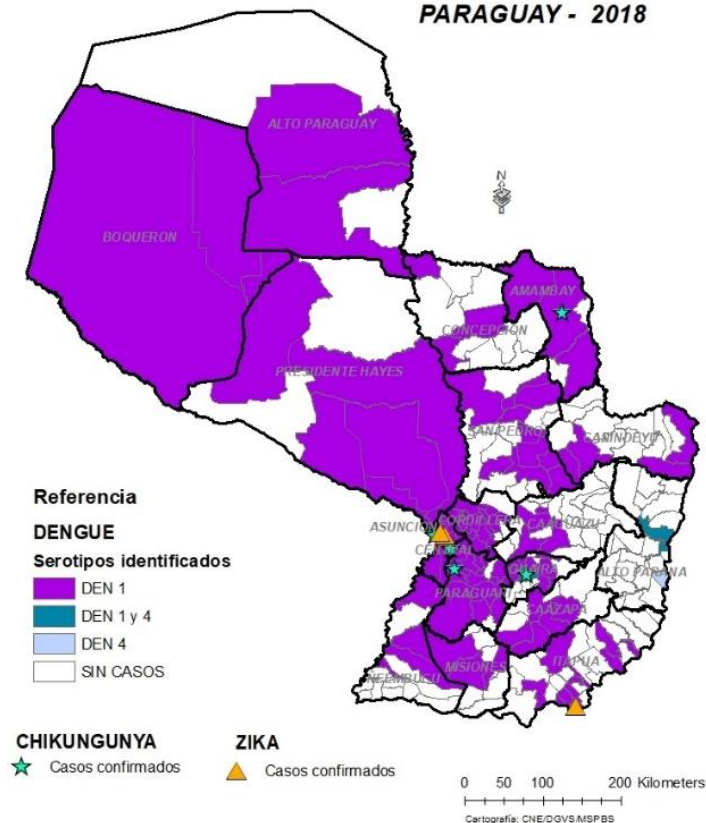 PARAGUAY - 2018
ALTO PARAGUAY
N
BOQUERON
AMAMBAY
CONCEPCION
PRESIDENTE HAYES
SAN PEDRO
CANINDEYU
Referencia
DENGUE
Serotipos identificados
DEN 1
DEN 1 y 4
DEN 4
SIN CASOS
ASUNCION
CORDILLERA
CAAGUAZU
CENTRAL
ALTO PARANA
GUAIRA
PARAGUARI
CAAZAPA
ITAPUA
MISIONES
ÑEEMBUCU
CHIKUNGUNYA
Casos confirmados
ZIKA
Casos confirmados
0 50 100 200 Kilometers
Cartografía: CNE/DGVS/MSPBS